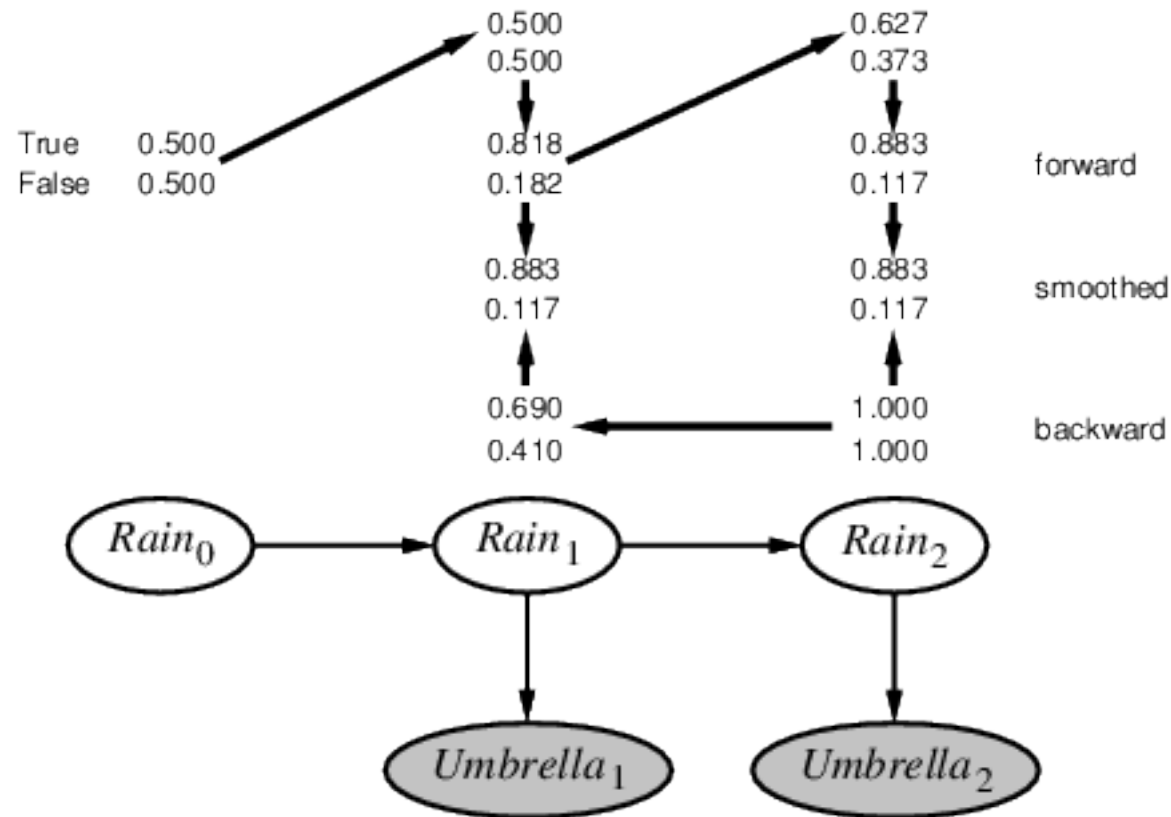 0.500 0.627
0.500 0.373
True 0.500 0.818 0.883
False 0.500 0.182 0.117
forward
0.883 0.883
0.117 0.117
smoothed
0.690 1.000
0.410 1.000
backward
Rain0 Rain1 Rain2
Umbrella1 Umbrella2